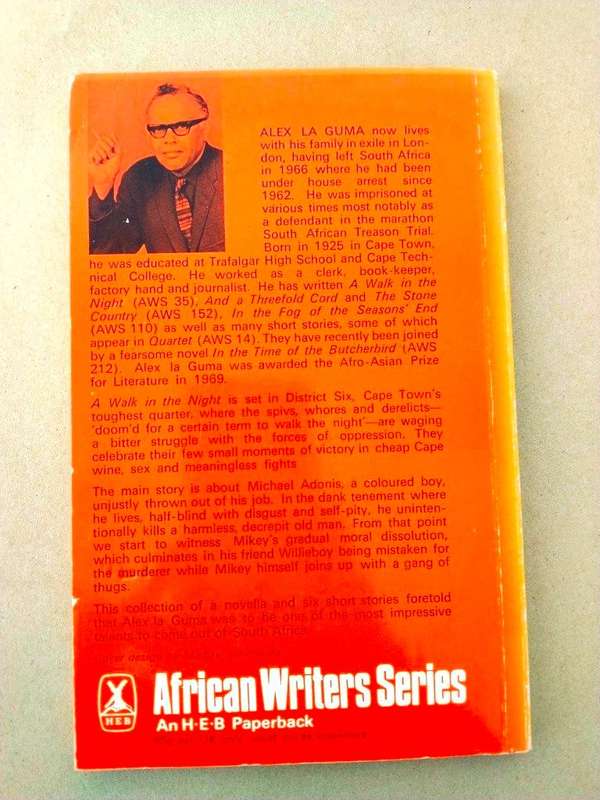 ALEX LA GUMA now lives
with his family in exile in Lon-
don, having left South Africa
in 1966 where he had been
under house arrest since
1962. He was imprisoned at
various times most notably as
a defendant in the marathon
South African Treason Trial.
Born in 1925 in Cape Town,
he was educated at Trafalgar High School and Cape Tech-
nical College. He worked as a clerk, book-keeper,
factory hand and journalist. He has written A Walk in the
Night (AWS 35), And a Threefold Cord and The Stone
Country (AWS 152), In the Fog of the Seasons' End
(AWS 110) as well as many short stories, some of which
appear in Quartet (AWS 14). They have recently been joined
by a fearsome novel In the Time of the Butcherbird (AWS
212). Alex la Guma was awarded the Afro-Asian Prize
for Literature in 1969.
A Walk in the Night is set in District Six, Cape Town's
toughest quarter, where the spivs, whores and derelicts—
'doom'd for a certain term to walk the night'—are waging
a bitter struggle with the forces of oppression. They
celebrate their few small moments of victory in cheap Cape
wine, sex and meaningless fights
The main story is about Michael Adonis, a coloured boy,
unjustly thrown out of his job. In the dank tenement where
he lives, half-blind with disgust and self-pity, he uninten-
tionally kills a harmless, decrepit old man. From that point
we start to witness Mikey's gradual moral dissolution,
which culminates in his friend Willieboy being mistaken for
the murderer while Mikey himself joins up with a gang of
thugs.
This collection of a novella and six short stories foretold
that Alex la Guma was to be one of the most impressive
talents to come out of South Africa.
design
African Writers Series
HEB
An H·E·B Paperback